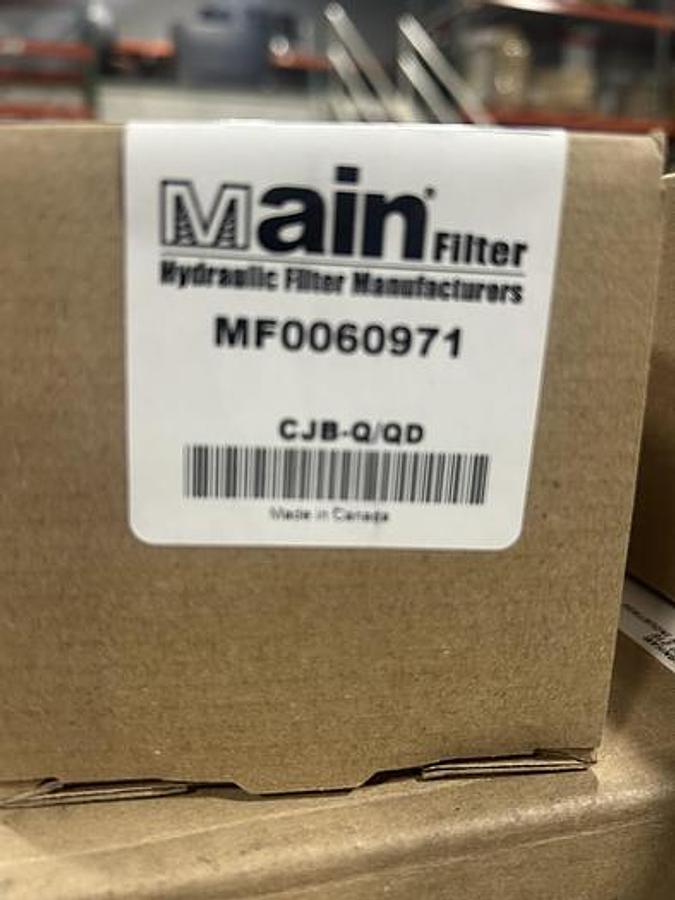 Main Filter
Hydraulic Filter Manufacturers
MF0060971
CJB-Q/QD
Made in Canada